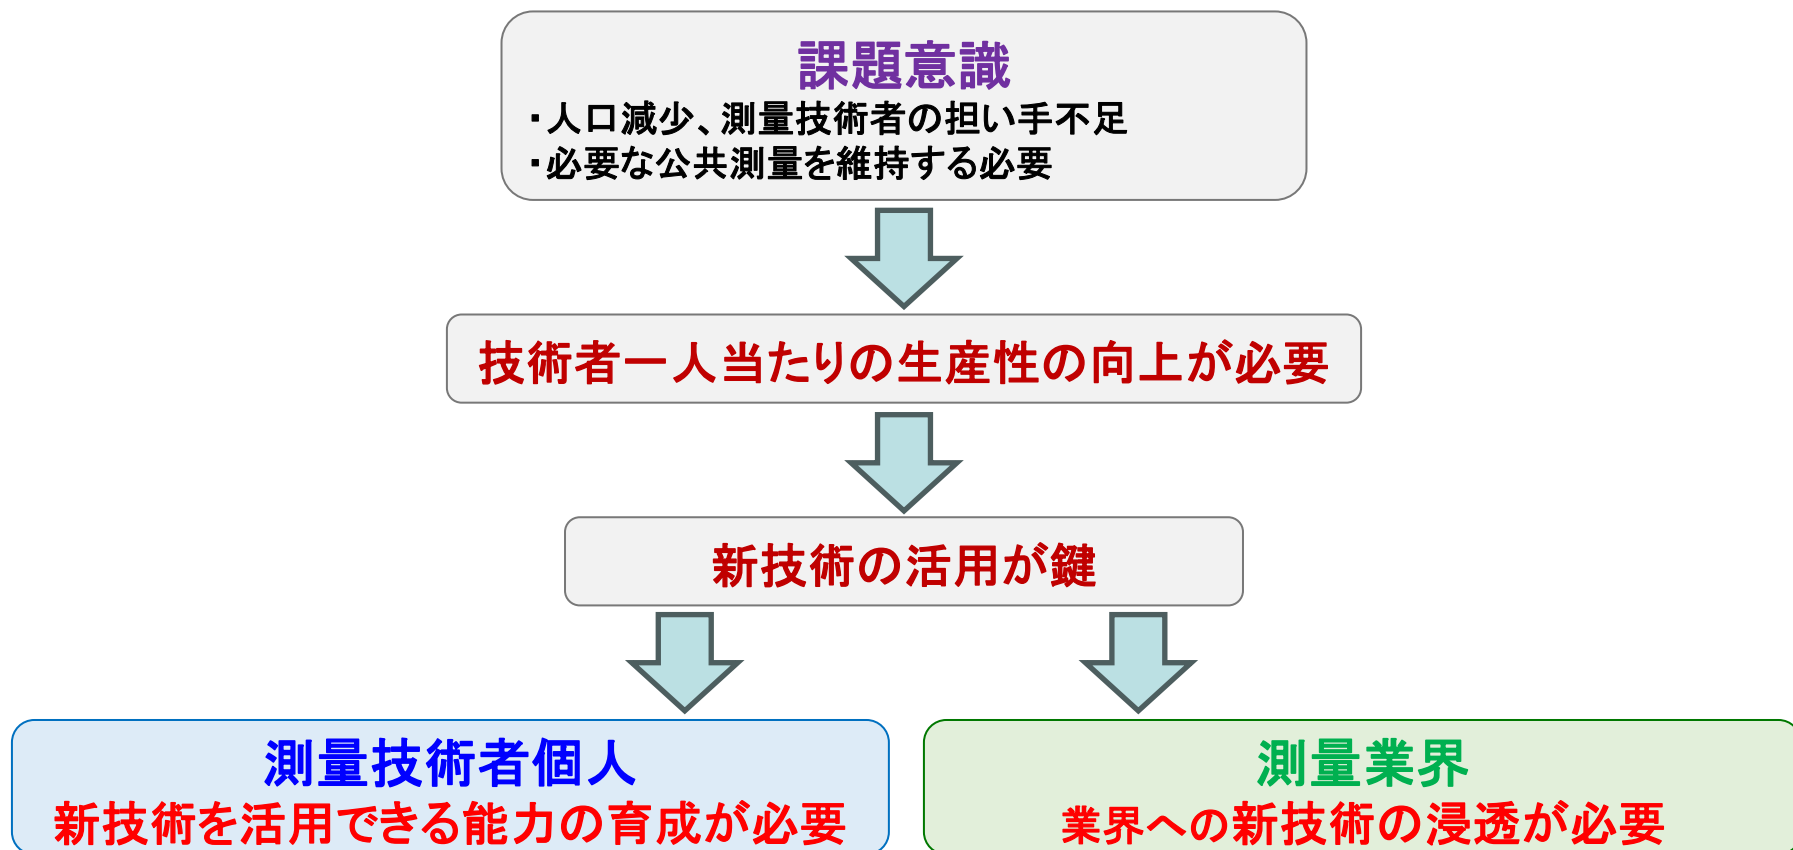 課題意識
・人口減少、測量技術者の担い手不足
・必要な公共測量を維持する必要
技術者一人当たりの生産性の向上が必要
新技術の活用が鍵
測量技術者個人
新技術を活用できる能力の育成が必要
測量業界
業界への新技術の浸透が必要